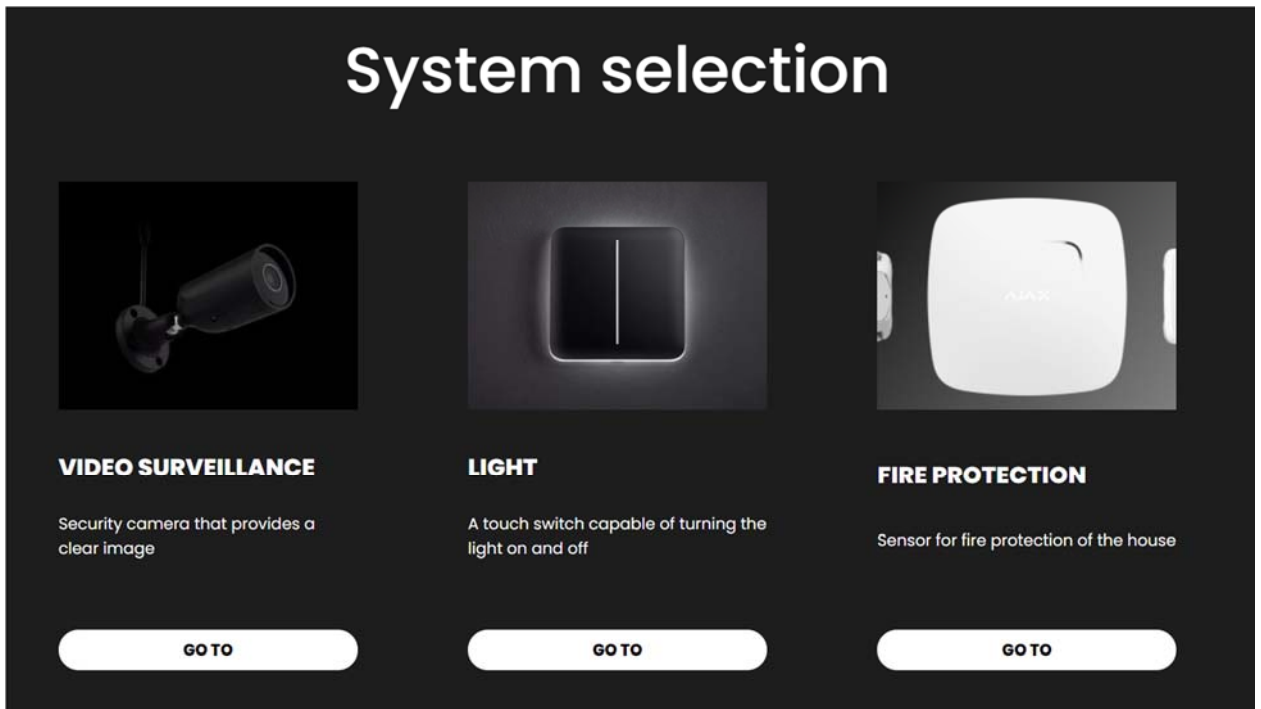 System selection
AJAX
VIDEO SURVEILLANCE
Security camera that provides a
clear image
GO TO
LIGHT
A touch switch capable of turning the
light on and off
GO TO
FIRE PROTECTION
Sensor for fire protection of the house
GO TO